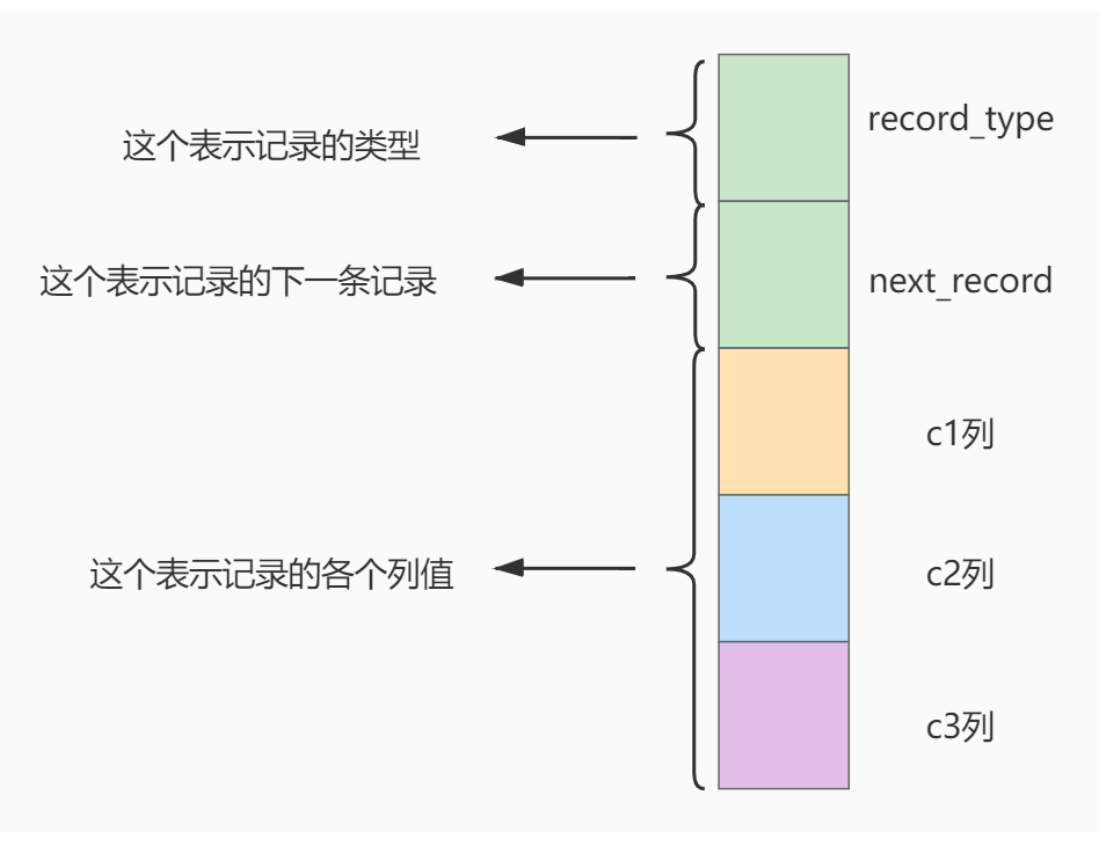 这个表示记录的类型
record_type
这个表示记录的下一条记录
next_record
c1列
这个表示记录的各个列值
c2列
c3列